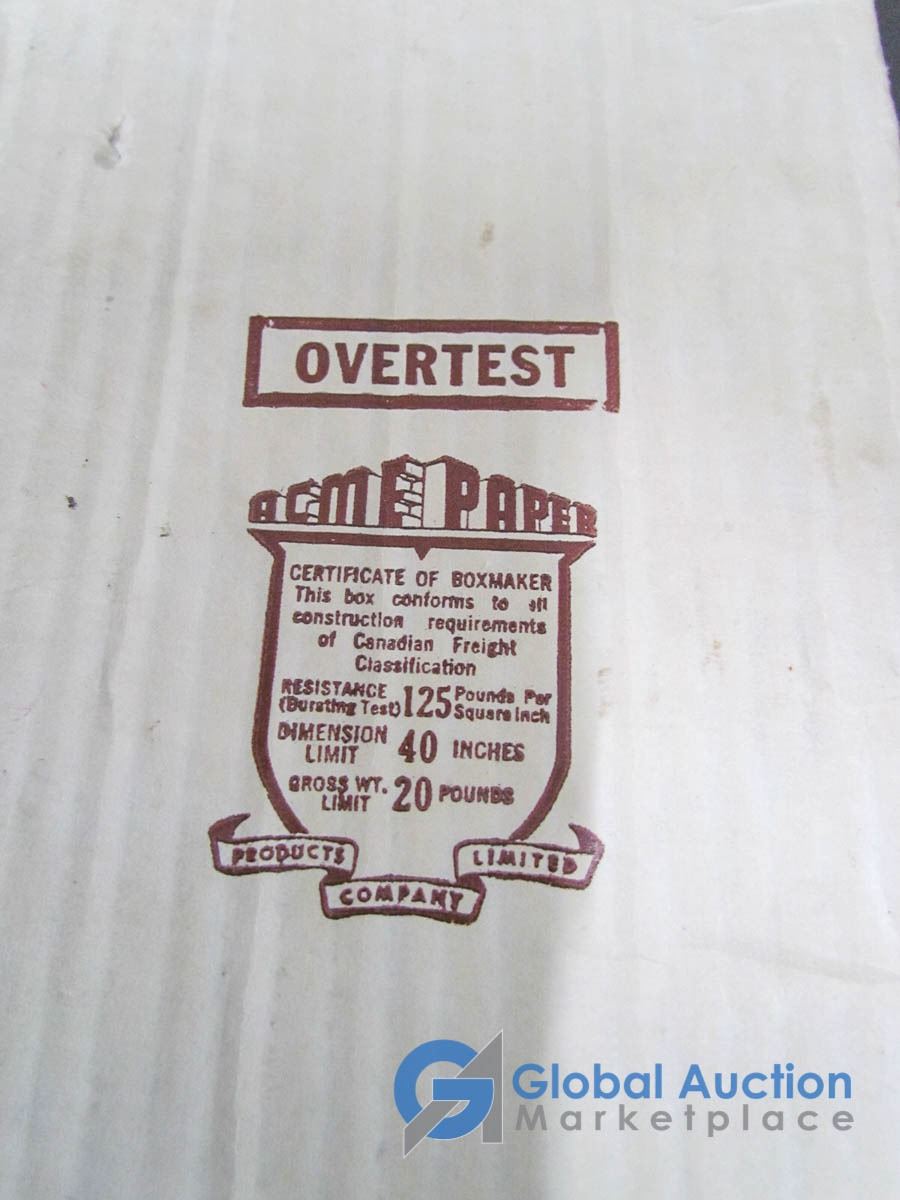 OVERTEST
ACME PAPER
CERTIFICATE OF BOXMAKER
This box conforms to all
construction requirements
of Canadian Freight
Classification
RESISTANCE 125 Pounds Per
(Bursting Test) Square Inch
DIMENSION
LIMIT 40 INCHES
GROSS WT.
LIMIT 20 POUNDS
PRODUCTS COMPANY LIMITED
Global Auction
Marketplace